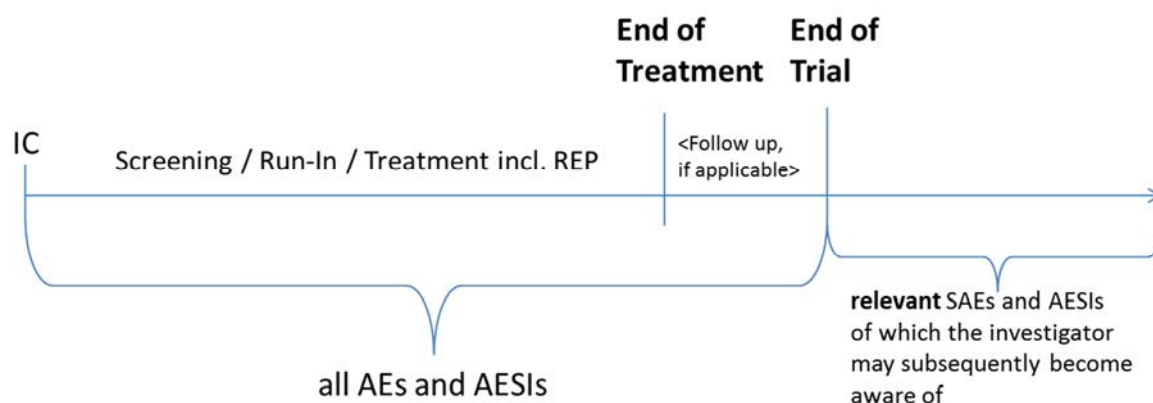 End of
Treatment
End of
Trial
IC
Screening / Run-In / Treatment incl. REP
<Follow up,
if applicable>
all AEs and AESIs
relevant SAEs and AESIs
of which the investigator
may subsequently become
aware of